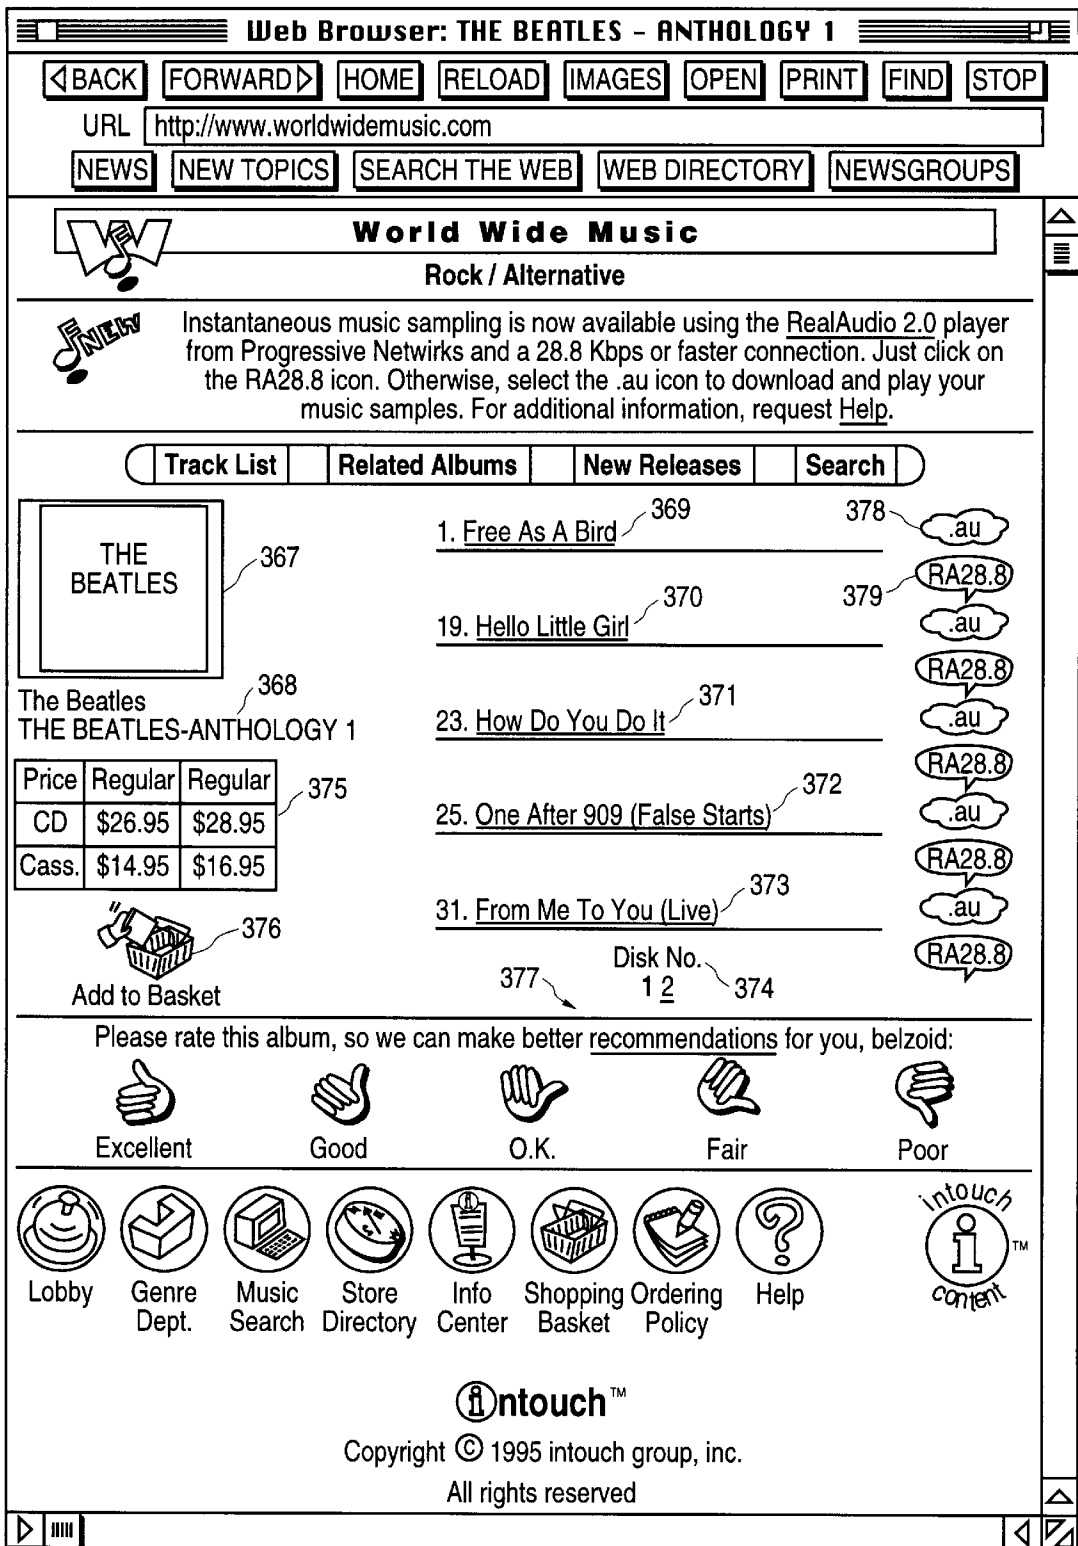 Web Browser: THE BEATLES - ANTHOLOGY 1
BACK FORWARD HOME RELOAD IMAGES OPEN PRINT FIND STOP
URL http://www.worldwidemusic.com
NEWS NEW TOPICS SEARCH THE WEB WEB DIRECTORY NEWSGROUPS
World Wide Music
Rock / Alternative
NEW
Instantaneous music sampling is now available using the RealAudio 2.0 player
from Progressive Netwirks and a 28.8 Kbps or faster connection. Just click on
the RA28.8 icon. Otherwise, select the .au icon to download and play your
music samples. For additional information, request Help.
Track List Related Albums New Releases Search
THE
BEATLES
367
The Beatles
368
THE BEATLES-ANTHOLOGY 1
Price Regular Regular
375
CD $26.95 $28.95
Cass. $14.95 $16.95
376
Add to Basket
1. Free As A Bird 369 378 .au
379 RA28.8
19. Hello Little Girl 370 .au
RA28.8
23. How Do You Do It 371 .au
RA28.8
25. One After 909 (False Starts) 372 .au
RA28.8
31. From Me To You (Live) 373 .au
RA28.8
Disk No.
377 1 2 374
Please rate this album, so we can make better recommendations for you, belzoid:
Excellent Good O.K. Fair Poor
Lobby
Genre
Dept.
Music
Search
Store
Directory
Info
Center
Shopping
Basket
Ordering
Policy
Help
intouch
i TM
content
intouch™
Copyright © 1995 intouch group, inc.
All rights reserved